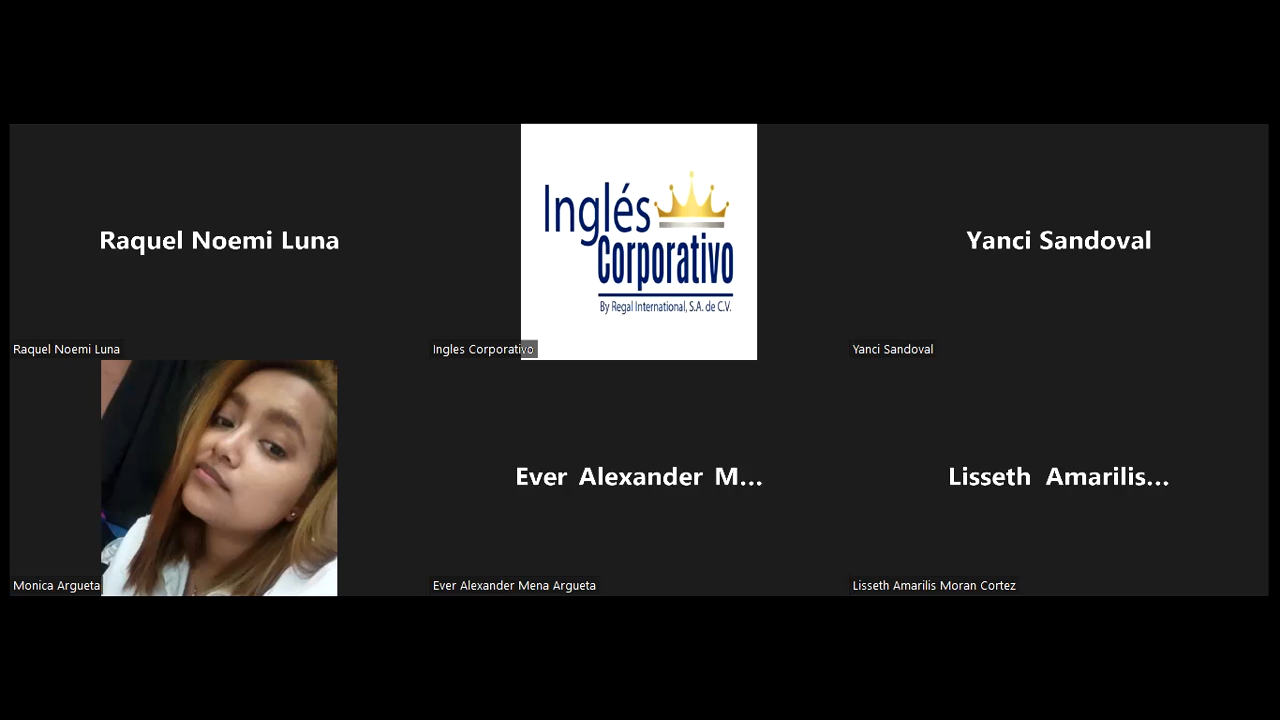 Raquel Noemi Luna
Raquel Noemi Luna
Inglés
Corporativo
By Regal International, S.A. de C.V.
Ingles Corporativo
Yanci Sandoval
Yanci Sandoval
Monica Argueta
Ever Alexander M...
Ever Alexander Mena Argueta
Lisseth Amarilis...
Lisseth Amarilis Moran Cortez